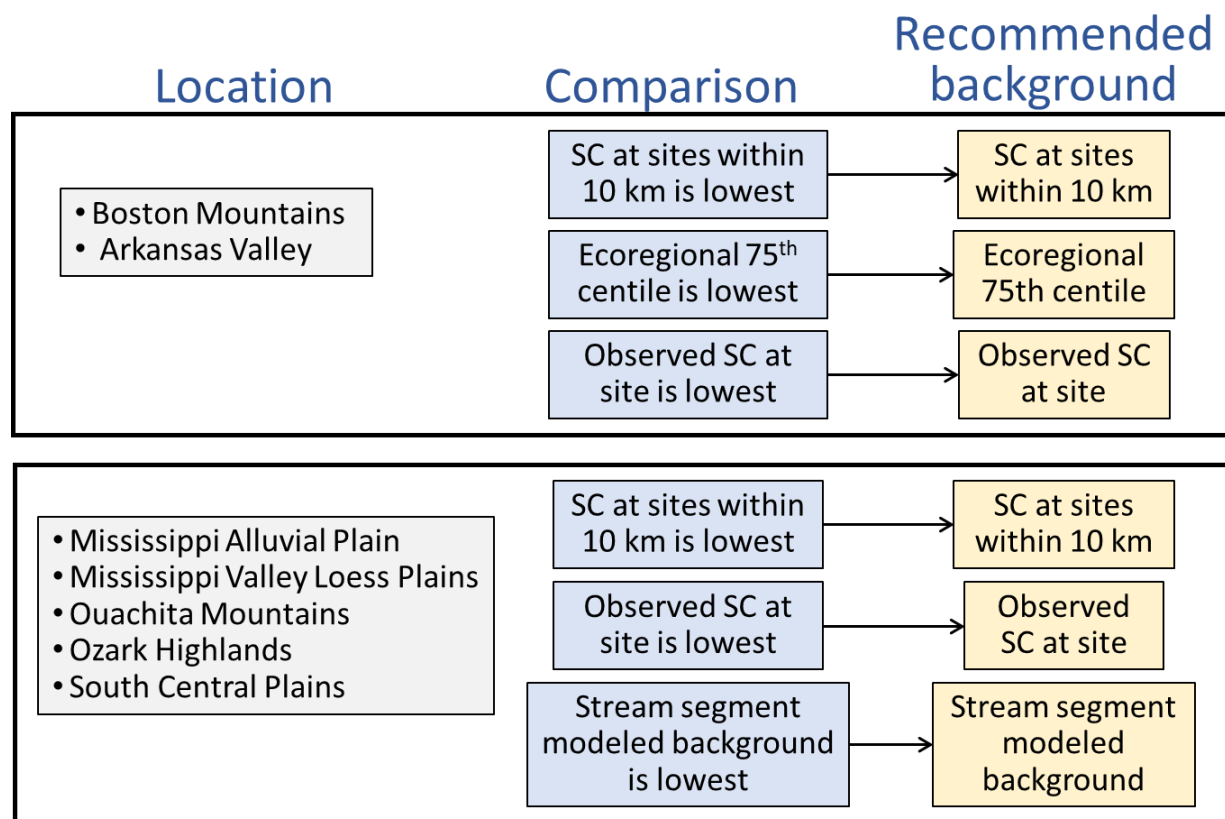 Location
Comparison
Recommended
background
• Boston Mountains
• Arkansas Valley
SC at sites within
10 km is lowest
SC at sites
within 10 km
Ecoregional 75th
centile is lowest
Ecoregional
75th centile
Observed SC at
site is lowest
Observed SC
at site
• Mississippi Alluvial Plain
• Mississippi Valley Loess Plains
• Ouachita Mountains
• Ozark Highlands
• South Central Plains
SC at sites within
10 km is lowest
SC at sites
within 10 km
Observed SC at
site is lowest
Observed
SC at site
Stream segment
modeled background
is lowest
Stream segment
modeled
background